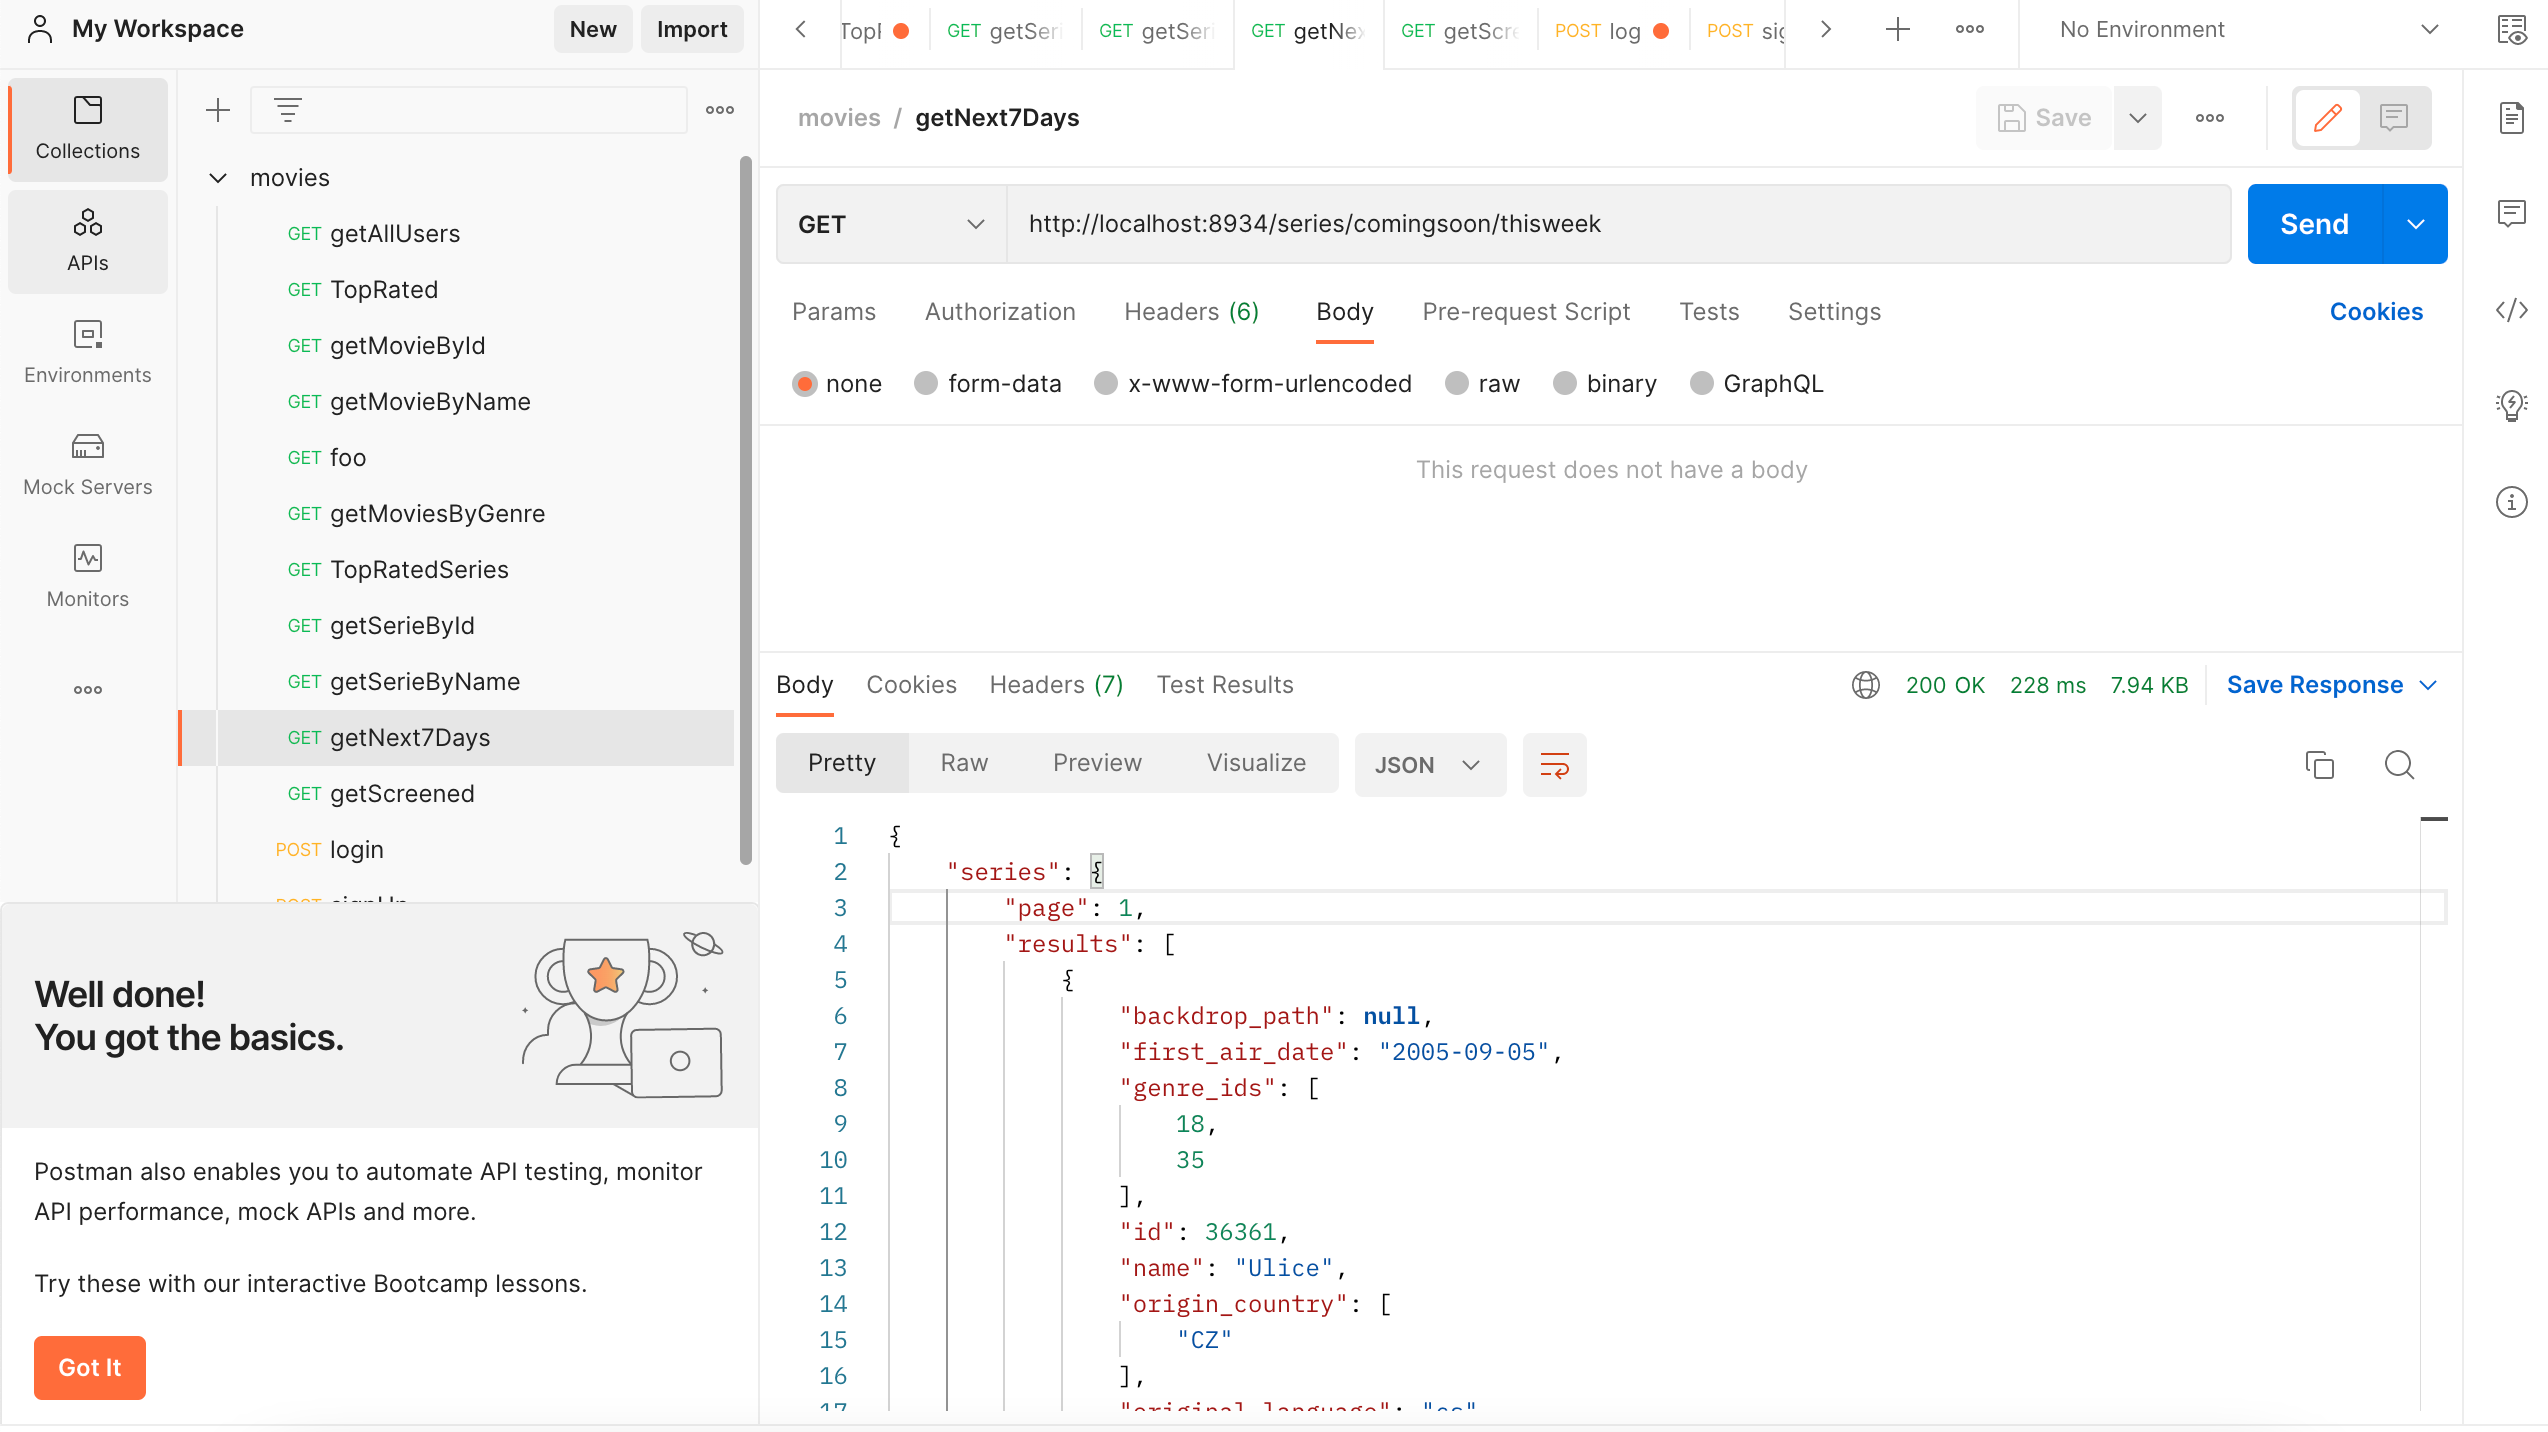 My Workspace
New
Import
GET getSeri
GET getSeri
GET getNex
GET getScre
POST log
POST sig
No Environment
Collections
APIs
Environments
Mock Servers
Monitors
movies
GET getAllUsers
GET TopRated
GET getMovieById
GET getMovieByName
GET foo
GET getMoviesByGenre
GET TopRatedSeries
GET getSerieById
GET getSerieByName
GET getNext7Days
GET getScreened
POST login
Well done!
You got the basics.
Postman also enables you to automate API testing, monitor
API performance, mock APIs and more.
Try these with our interactive Bootcamp lessons.
Got It
movies / getNext7Days
Save
GET
http://localhost:8934/series/comingsoon/thisweek
Send
Params Authorization Headers (6) Body Pre-request Script Tests Settings
Cookies
none form-data x-www-form-urlencoded raw binary GraphQL
This request does not have a body
Body Cookies Headers (7) Test Results
200 OK 228 ms 7.94 KB Save Response
Pretty Raw Preview Visualize JSON
1 {
2 "series": {
3 "page": 1,
4 "results": [
5 {
6 "backdrop_path": null,
7 "first_air_date": "2005-09-05",
8 "genre_ids": [
9 18,
10 35
11 ],
12 "id": 36361,
13 "name": "Ulice",
14 "origin_country": [
15 "CZ"
16 ],
17 "original_language": "cs"